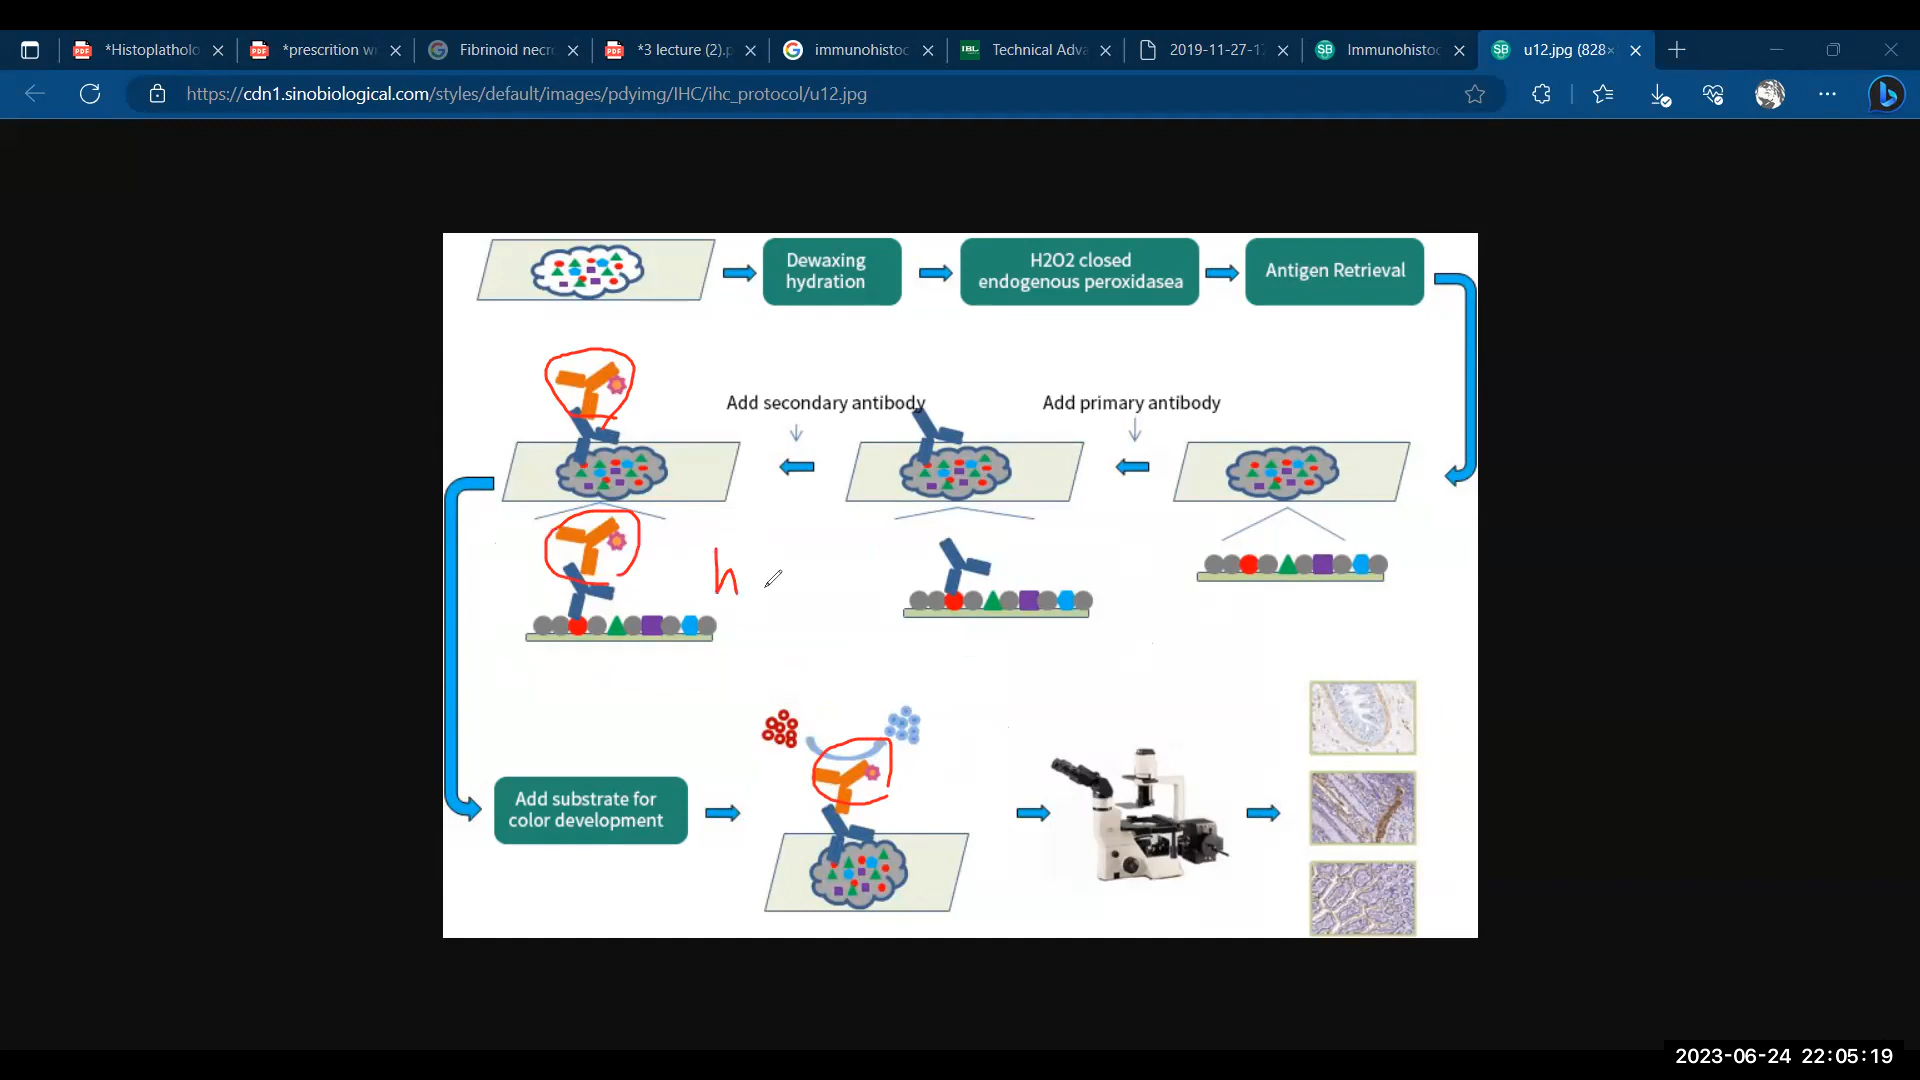 *Histoplatholo
*prescrition w
Fibrinoid necr
*3 lecture (2).p
immunohistoc
Technical Adva
2019-11-27-1
Immunohistoc
u12.jpg (828×
https://cdn1.sinobiological.com/styles/default/images/pdyimg/IHC/ihc_protocol/u12.jpg
Dewaxing
hydration
H2O2 closed
endogenous peroxidasea
Antigen Retrieval
Add secondary antibody
Add primary antibody
h
Add substrate for
color development
2023-06-24 22:05:19